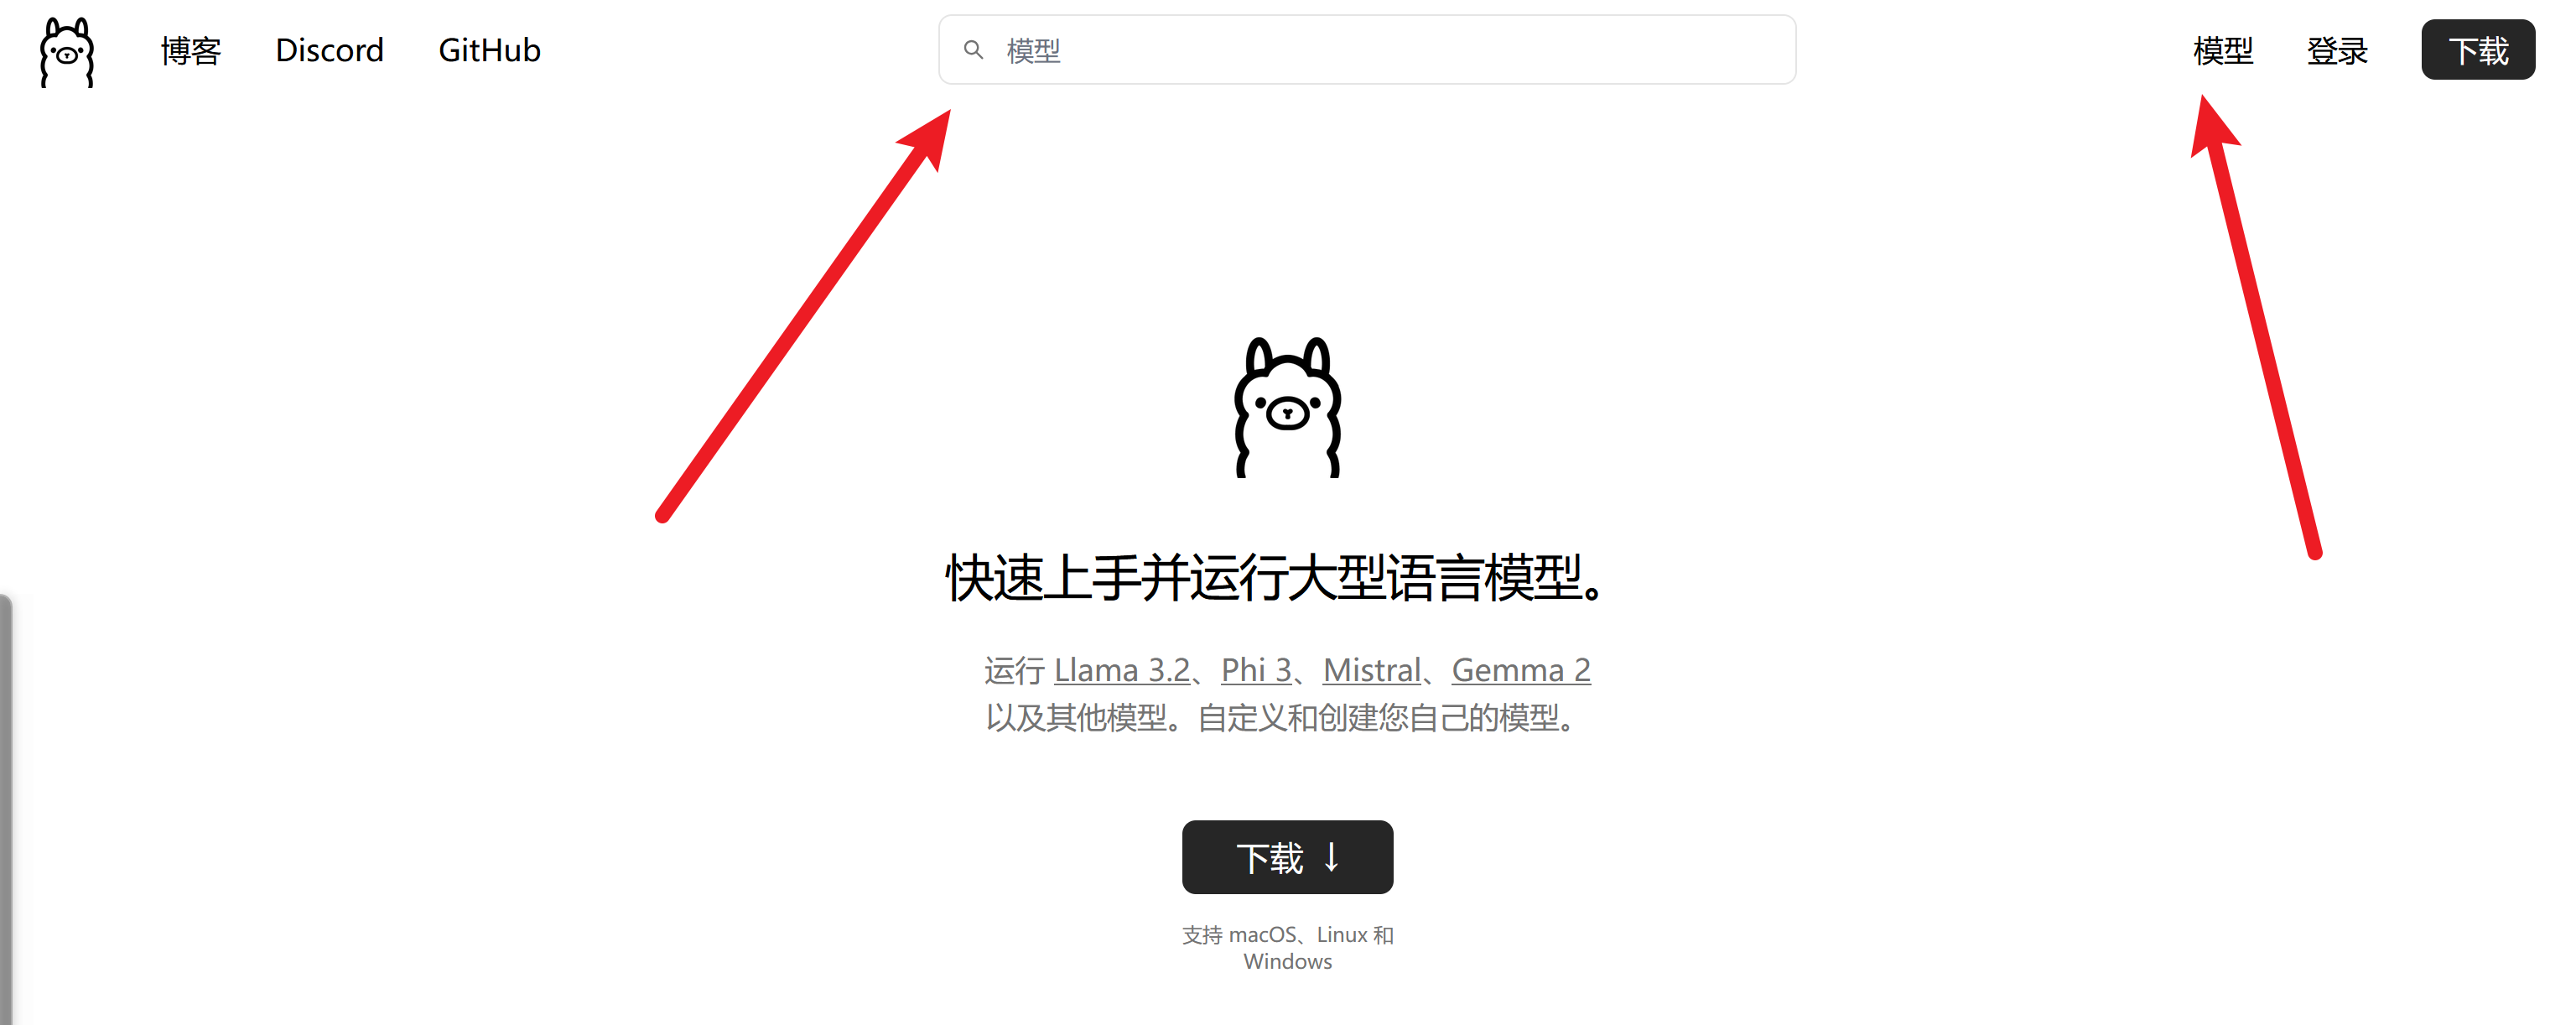 博客 Discord GitHub 模型 模型 登录 下载
快速上手并运行大型语言模型。
运行 Llama 3.2、Phi 3、Mistral、Gemma 2
以及其他模型。自定义和创建您自己的模型。
下载 ↓
支持 macOS、Linux 和
Windows